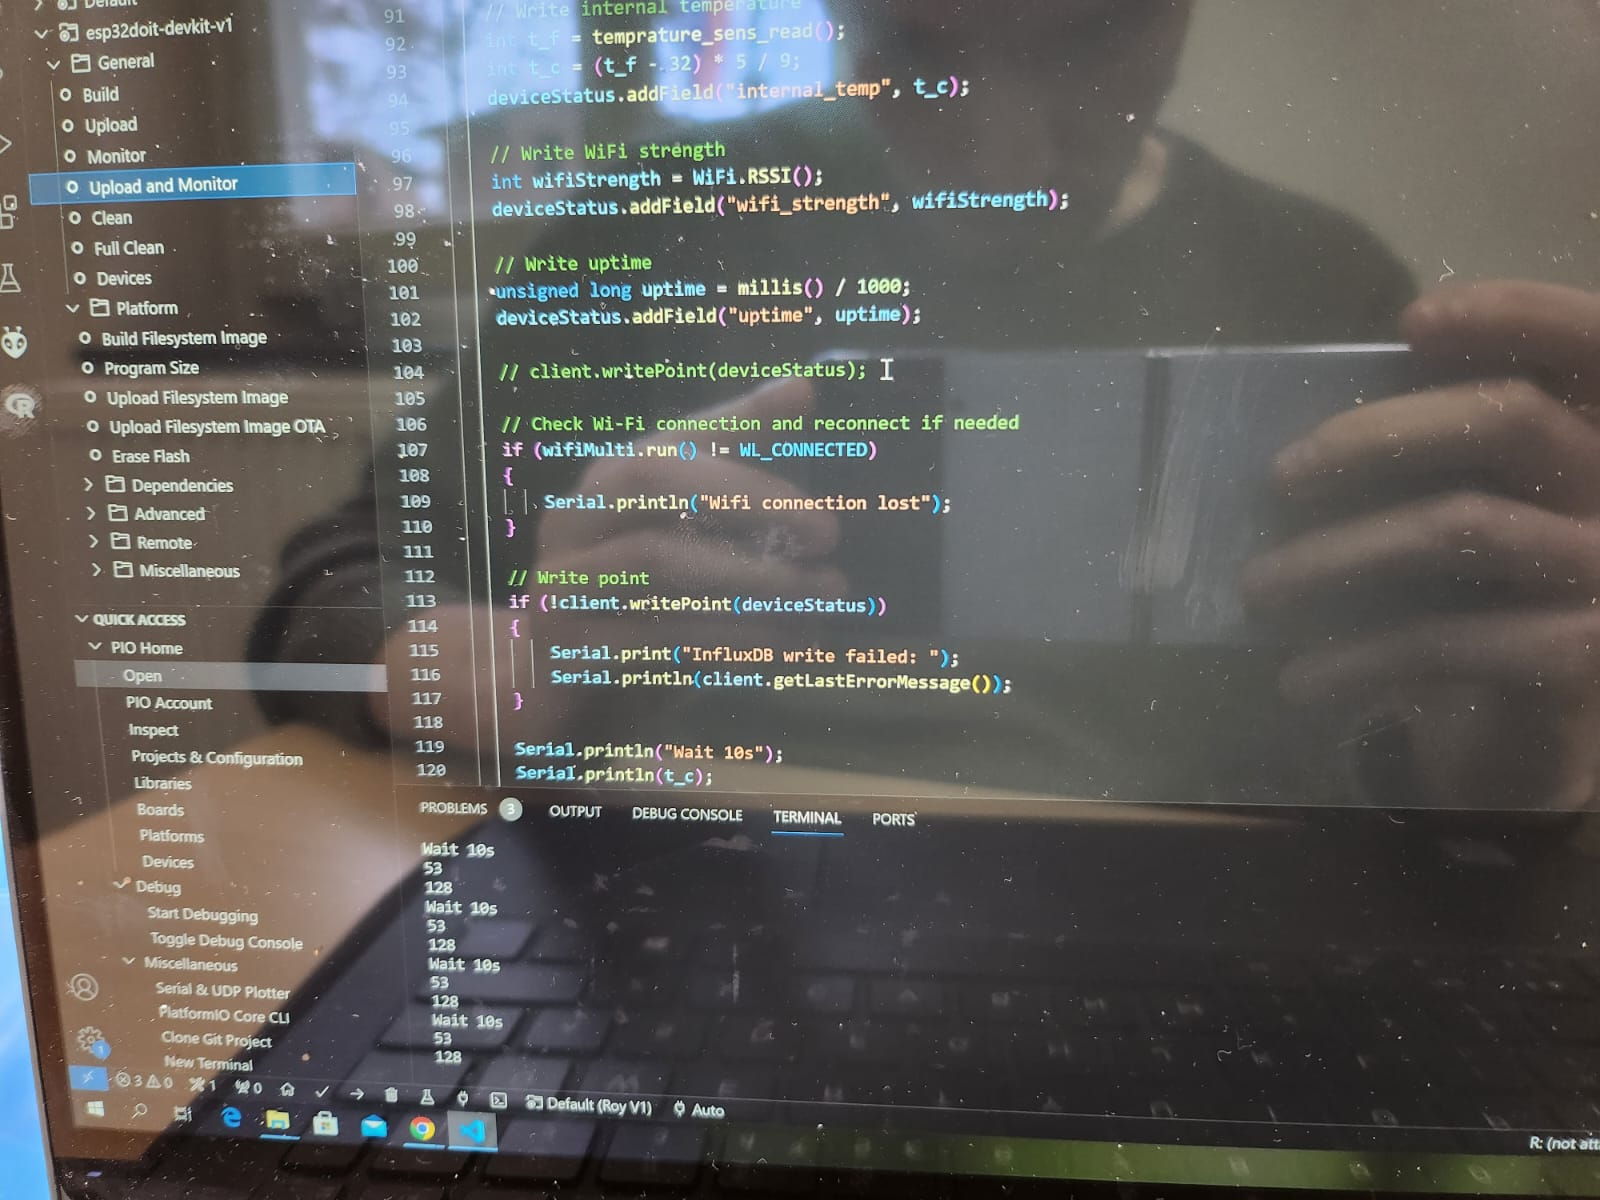 Default
esp32doit-devkit-v1
General
Build
Upload
Monitor
Upload and Monitor
Clean
Full Clean
Devices
Platform
Build Filesystem Image
Program Size
Upload Filesystem Image
Upload Filesystem Image OTA
Erase Flash
Dependencies
Advanced
Remote
Miscellaneous
QUICK ACCESS
PIO Home
Open
PIO Account
Inspect
Projects & Configuration
Libraries
Boards
Platforms
Devices
Debug
Start Debugging
Toggle Debug Console
Miscellaneous
Serial & UDP Plotter
PlatformIO Core CLI
Clone Git Project
New Terminal
91 // Write internal temperature
92 int t_f = temprature_sens_read();
93 int t_c = (t_f - 32) * 5 / 9;
94 deviceStatus.addField("internal_temp", t_c);
95
96 // Write WiFi strength
97 int wifiStrength = WiFi.RSSI();
98 deviceStatus.addField("wifi_strength", wifiStrength);
99
100 // Write uptime
101 unsigned long uptime = millis() / 1000;
102 deviceStatus.addField("uptime", uptime);
103
104 // client.writePoint(deviceStatus);
105
106 // Check Wi-Fi connection and reconnect if needed
107 if (wifiMulti.run() != WL_CONNECTED)
108 {
109 Serial.println("Wifi connection lost");
110 }
111
112 // Write point
113 if (!client.writePoint(deviceStatus))
114 {
115 Serial.print("InfluxDB write failed: ");
116 Serial.println(client.getLastErrorMessage());
117 }
118
119 Serial.println("Wait 10s");
120 Serial.println(t_c);
PROBLEMS 3 OUTPUT DEBUG CONSOLE TERMINAL PORTS
Wait 10s
53
128
Wait 10s
53
128
Wait 10s
53
128
Wait 10s
53
128
1
3 0 1 0 Default (Roy V1) Auto
R: (not att